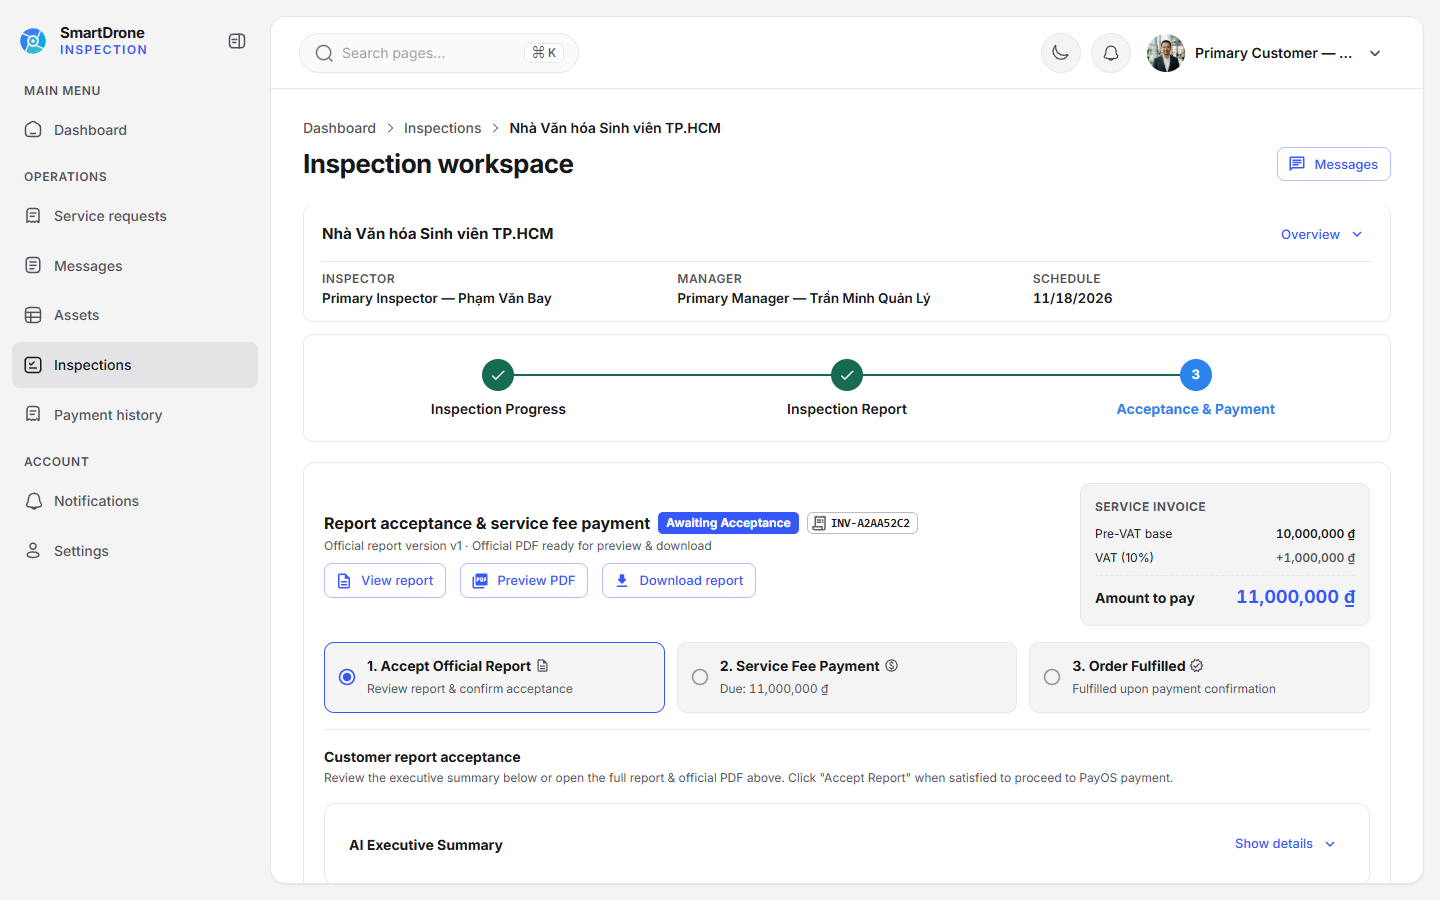 SmartDrone
INSPECTION
MAIN MENU
Dashboard
OPERATIONS
Service requests
Messages
Assets
Inspections
Payment history
ACCOUNT
Notifications
Settings
Search pages...
⌘ K
Primary Customer — ...
Dashboard > Inspections > Nhà Văn hóa Sinh viên TP.HCM
Inspection workspace
Messages
Nhà Văn hóa Sinh viên TP.HCM
Overview
INSPECTOR
Primary Inspector — Phạm Văn Bay
MANAGER
Primary Manager — Trần Minh Quản Lý
SCHEDULE
11/18/2026
Inspection Progress
Inspection Report
3
Acceptance & Payment
Report acceptance & service fee payment
Awaiting Acceptance
INV-A2AA52C2
Official report version v1 · Official PDF ready for preview & download
View report
PDF
Preview PDF
Download report
SERVICE INVOICE
Pre-VAT base 10,000,000 ₫
VAT (10%) +1,000,000 ₫
Amount to pay 11,000,000 ₫
1. Accept Official Report
Review report & confirm acceptance
2. Service Fee Payment
Due: 11,000,000 ₫
3. Order Fulfilled
Fulfilled upon payment confirmation
Customer report acceptance
Review the executive summary below or open the full report & official PDF above. Click "Accept Report" when satisfied to proceed to PayOS payment.
AI Executive Summary
Show details